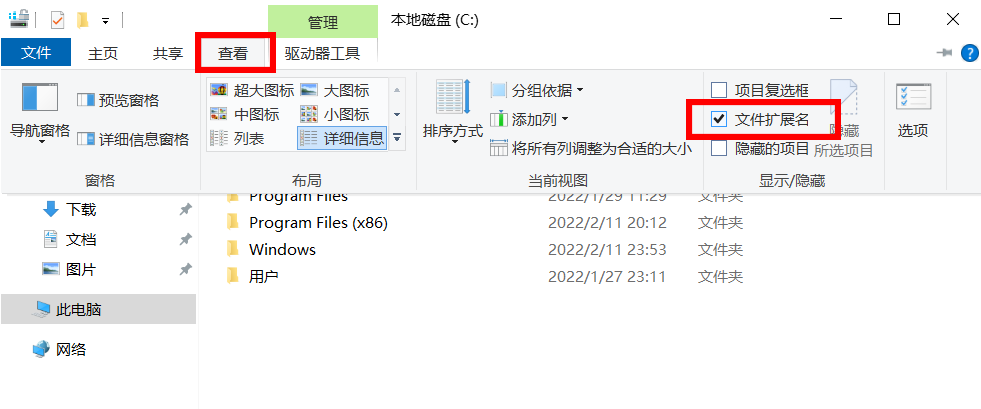 管理
本地磁盘 (C:)
文件
主页
共享
查看
驱动器工具
导航窗格
预览窗格
详细信息窗格
窗格
超大图标
大图标
中图标
小图标
列表
详细信息
布局
排序方式
分组依据
添加列
将所有列调整为合适的大小
当前视图
项目复选框
文件扩展名
隐藏的项目
隐藏
所选项目
显示/隐藏
选项
下载
文档
图片
此电脑
网络
Program Files 2022/1/29 11:29 文件夹
Program Files (x86) 2022/2/11 20:12 文件夹
Windows 2022/2/11 23:53 文件夹
用户 2022/1/27 23:11 文件夹